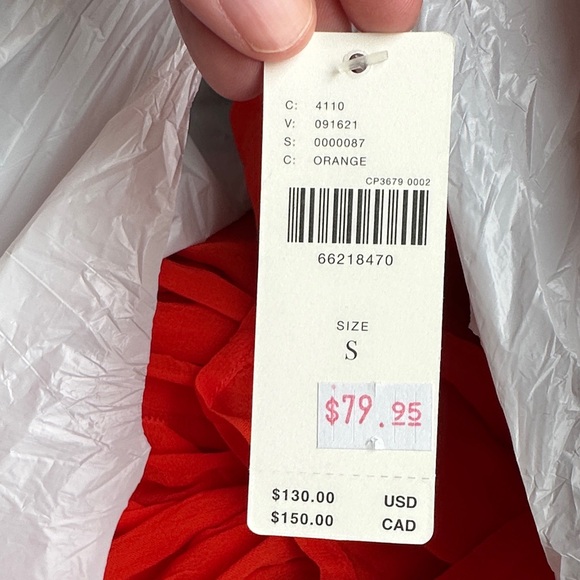 C: 4110
V: 091621
S: 0000087
C: ORANGE
CP3679 0002
66218470
SIZE
S
$79.95
$130.00 USD
$150.00 CAD